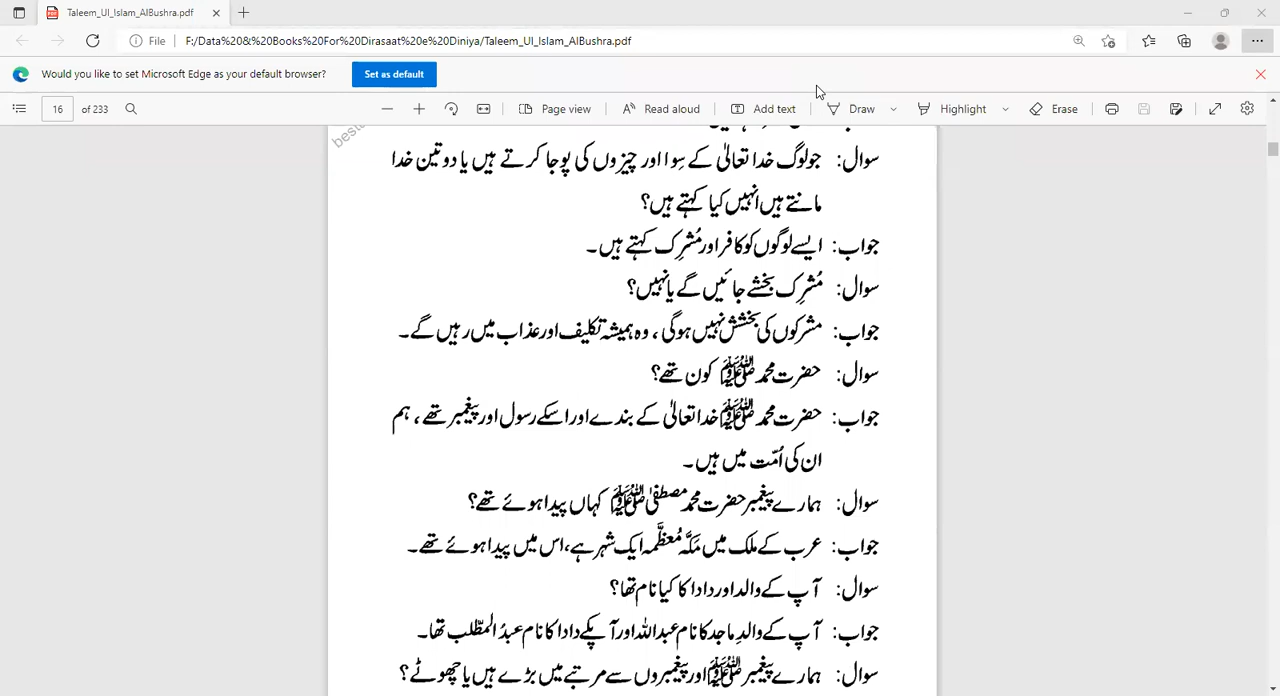 Taleem_Ul_Islam_AlBushra.pdf
File F:/Data%20&%20Books%20For%20Dirasaat%20e%20Diniya/Taleem_Ul_Islam_AlBushra.pdf
Would you like to set Microsoft Edge as your default browser? Set as default
16 of 233 Page view Read aloud Add text Draw Highlight Erase
سوال: جو لوگ خدا تعالیٰ کے سِوا اور چیزوں کی پوجا کرتے ہیں یا دو تین خدا
مانتے ہیں انہیں کیا کہتے ہیں؟
جواب: ایسے لوگوں کو کافر اور مُشرِک کہتے ہیں۔
سوال: مُشرِک بخشے جائیں گے یا نہیں؟
جواب: مشرکوں کی بخشش نہیں ہوگی، وہ ہمیشہ تکلیف اور عذاب میں رہیں گے۔
سوال: حضرت محمد ﷺ کون تھے؟
جواب: حضرت محمد ﷺ خدا تعالیٰ کے بندے اور اسکے رسول اور پیغمبر تھے، ہم
ان کی اُمّت میں ہیں۔
سوال: ہمارے پیغمبر حضرت محمد مصطفیٰ ﷺ کہاں پیدا ہوئے تھے؟
جواب: عرب کے ملک میں مَکَّہ مُعظَّمہ ایک شہر ہے، اس میں پیدا ہوئے تھے۔
سوال: آپ کے والد اور دادا کا کیا نام تھا؟
جواب: آپ کے والدِ ماجد کا نام عبداللہ اور آپکے دادا کا نام عبدُ المطّلب تھا۔
سوال: ہمارے پیغمبر ﷺ اور پیغمبروں سے مرتبے میں بڑے ہیں یا چھوٹے؟